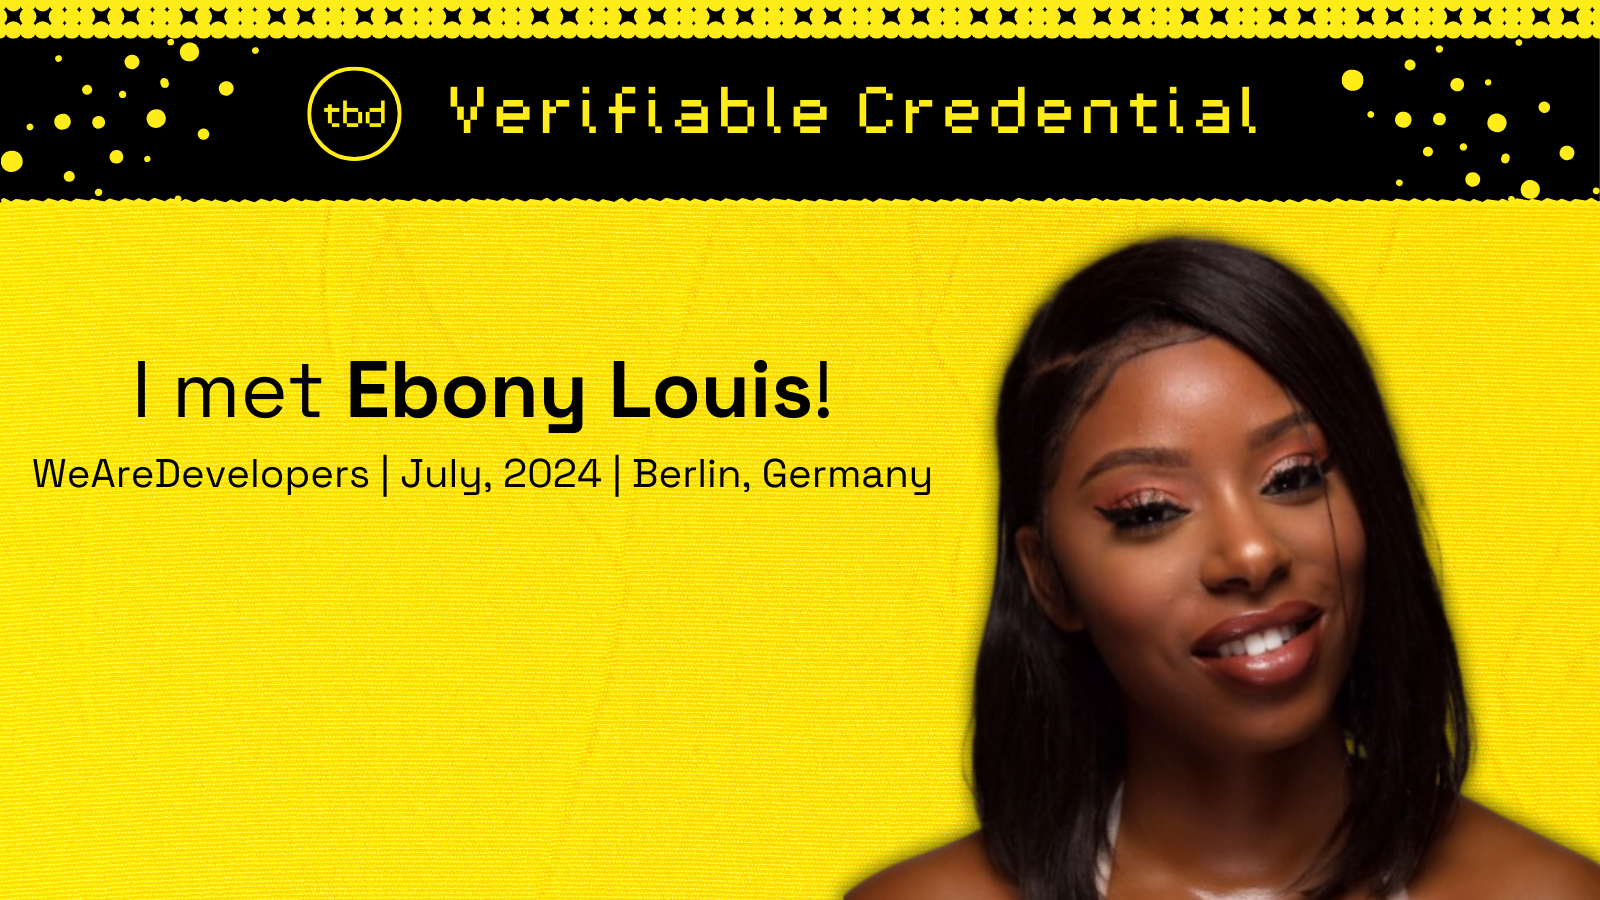 tbd Verifiable Credential
I met Ebony Louis!
WeAreDevelopers | July, 2024 | Berlin, Germany